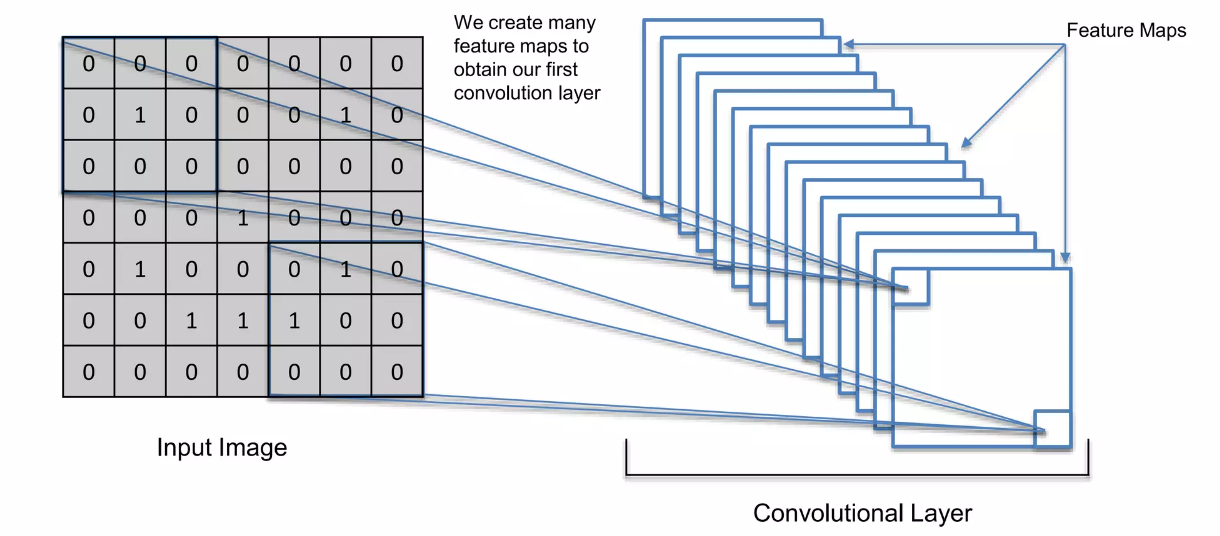 We create many
feature maps to
obtain our first
convolution layer
Feature Maps
0 0 0 0 0 0 0
0 1 0 0 0 1 0
0 0 0 0 0 0 0
0 0 0 1 0 0 0
0 1 0 0 0 1 0
0 0 1 1 1 0 0
0 0 0 0 0 0 0
Input Image
Convolutional Layer